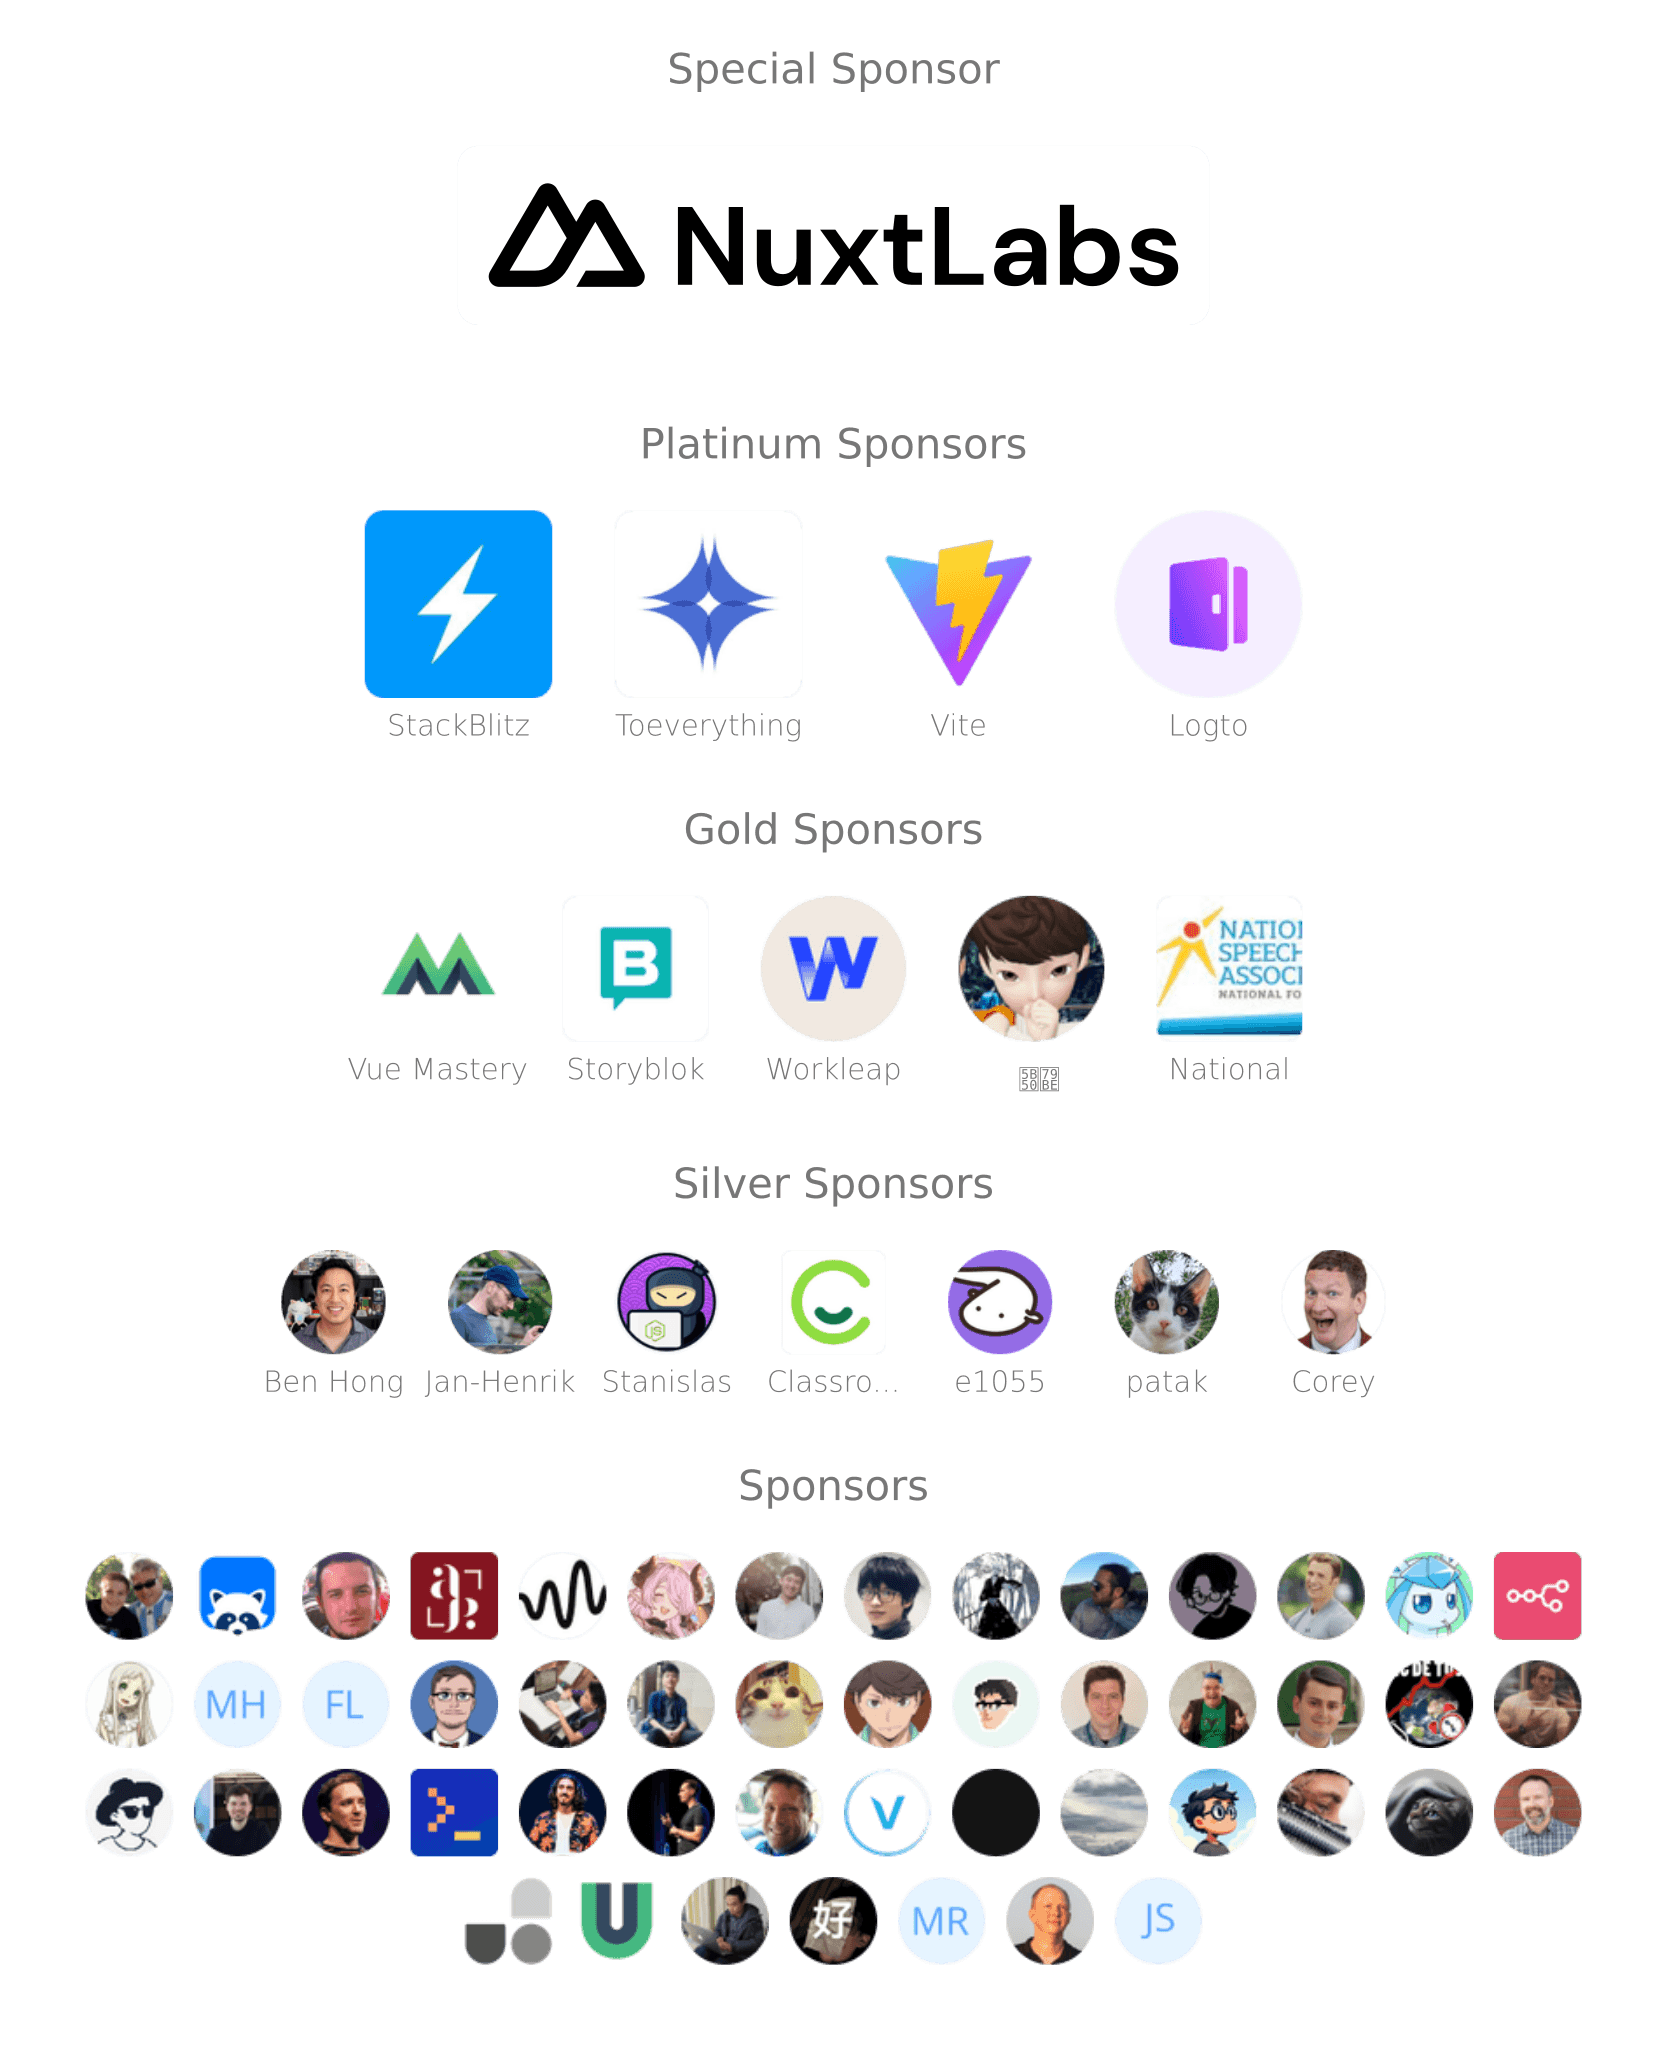 Special Sponsor
NuxtLabs
Platinum Sponsors
StackBlitz Toeverything Vite Logto
Gold Sponsors
NATIO
SPEECH
ASSOCI
NATIONAL FO
Vue Mastery Storyblok Workleap National
Silver Sponsors
Ben Hong Jan-Henrik Stanislas Classro... e1055 patak Corey
Sponsors
MH FL
好 MR JS